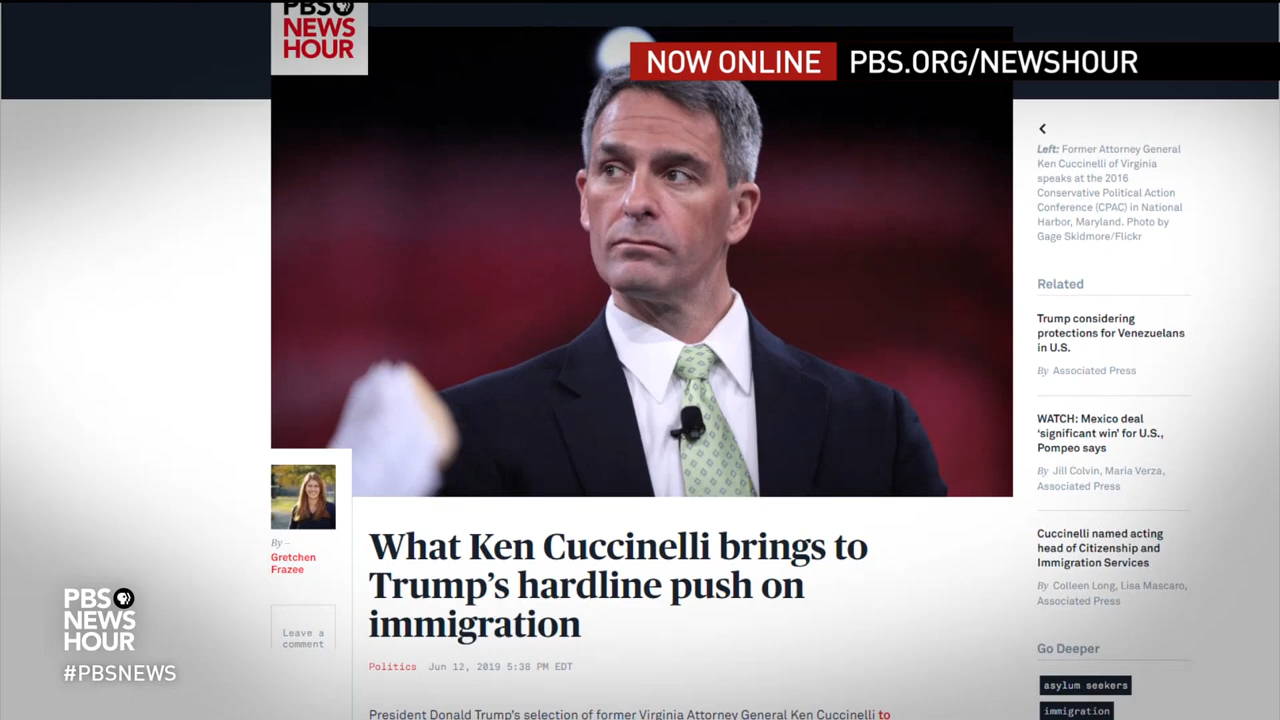 PBS
NEWS
HOUR
NOW ONLINE PBS.ORG/NEWSHOUR
Left: Former Attorney General
Ken Cuccinelli of Virginia
speaks at the 2016
Conservative Political Action
Conference (CPAC) in National
Harbor, Maryland. Photo by
Gage Skidmore/Flickr
Related
Trump considering
protections for Venezuelans
in U.S.
By Associated Press
WATCH: Mexico deal
‘significant win’ for U.S.,
Pompeo says
By Jill Colvin, Maria Verza,
Associated Press
Cuccinelli named acting
head of Citizenship and
Immigration Services
By Colleen Long, Lisa Mascaro,
Associated Press
Go Deeper
asylum seekers
immigration
By –
Gretchen
Frazee
Leave a
comment
What Ken Cuccinelli brings to
Trump’s hardline push on
immigration
Politics Jun 12, 2019 5:38 PM EDT
President Donald Trump's selection of former Virginia Attorney General Ken Cuccinelli to
PBS
NEWS
HOUR
#PBSNEWS